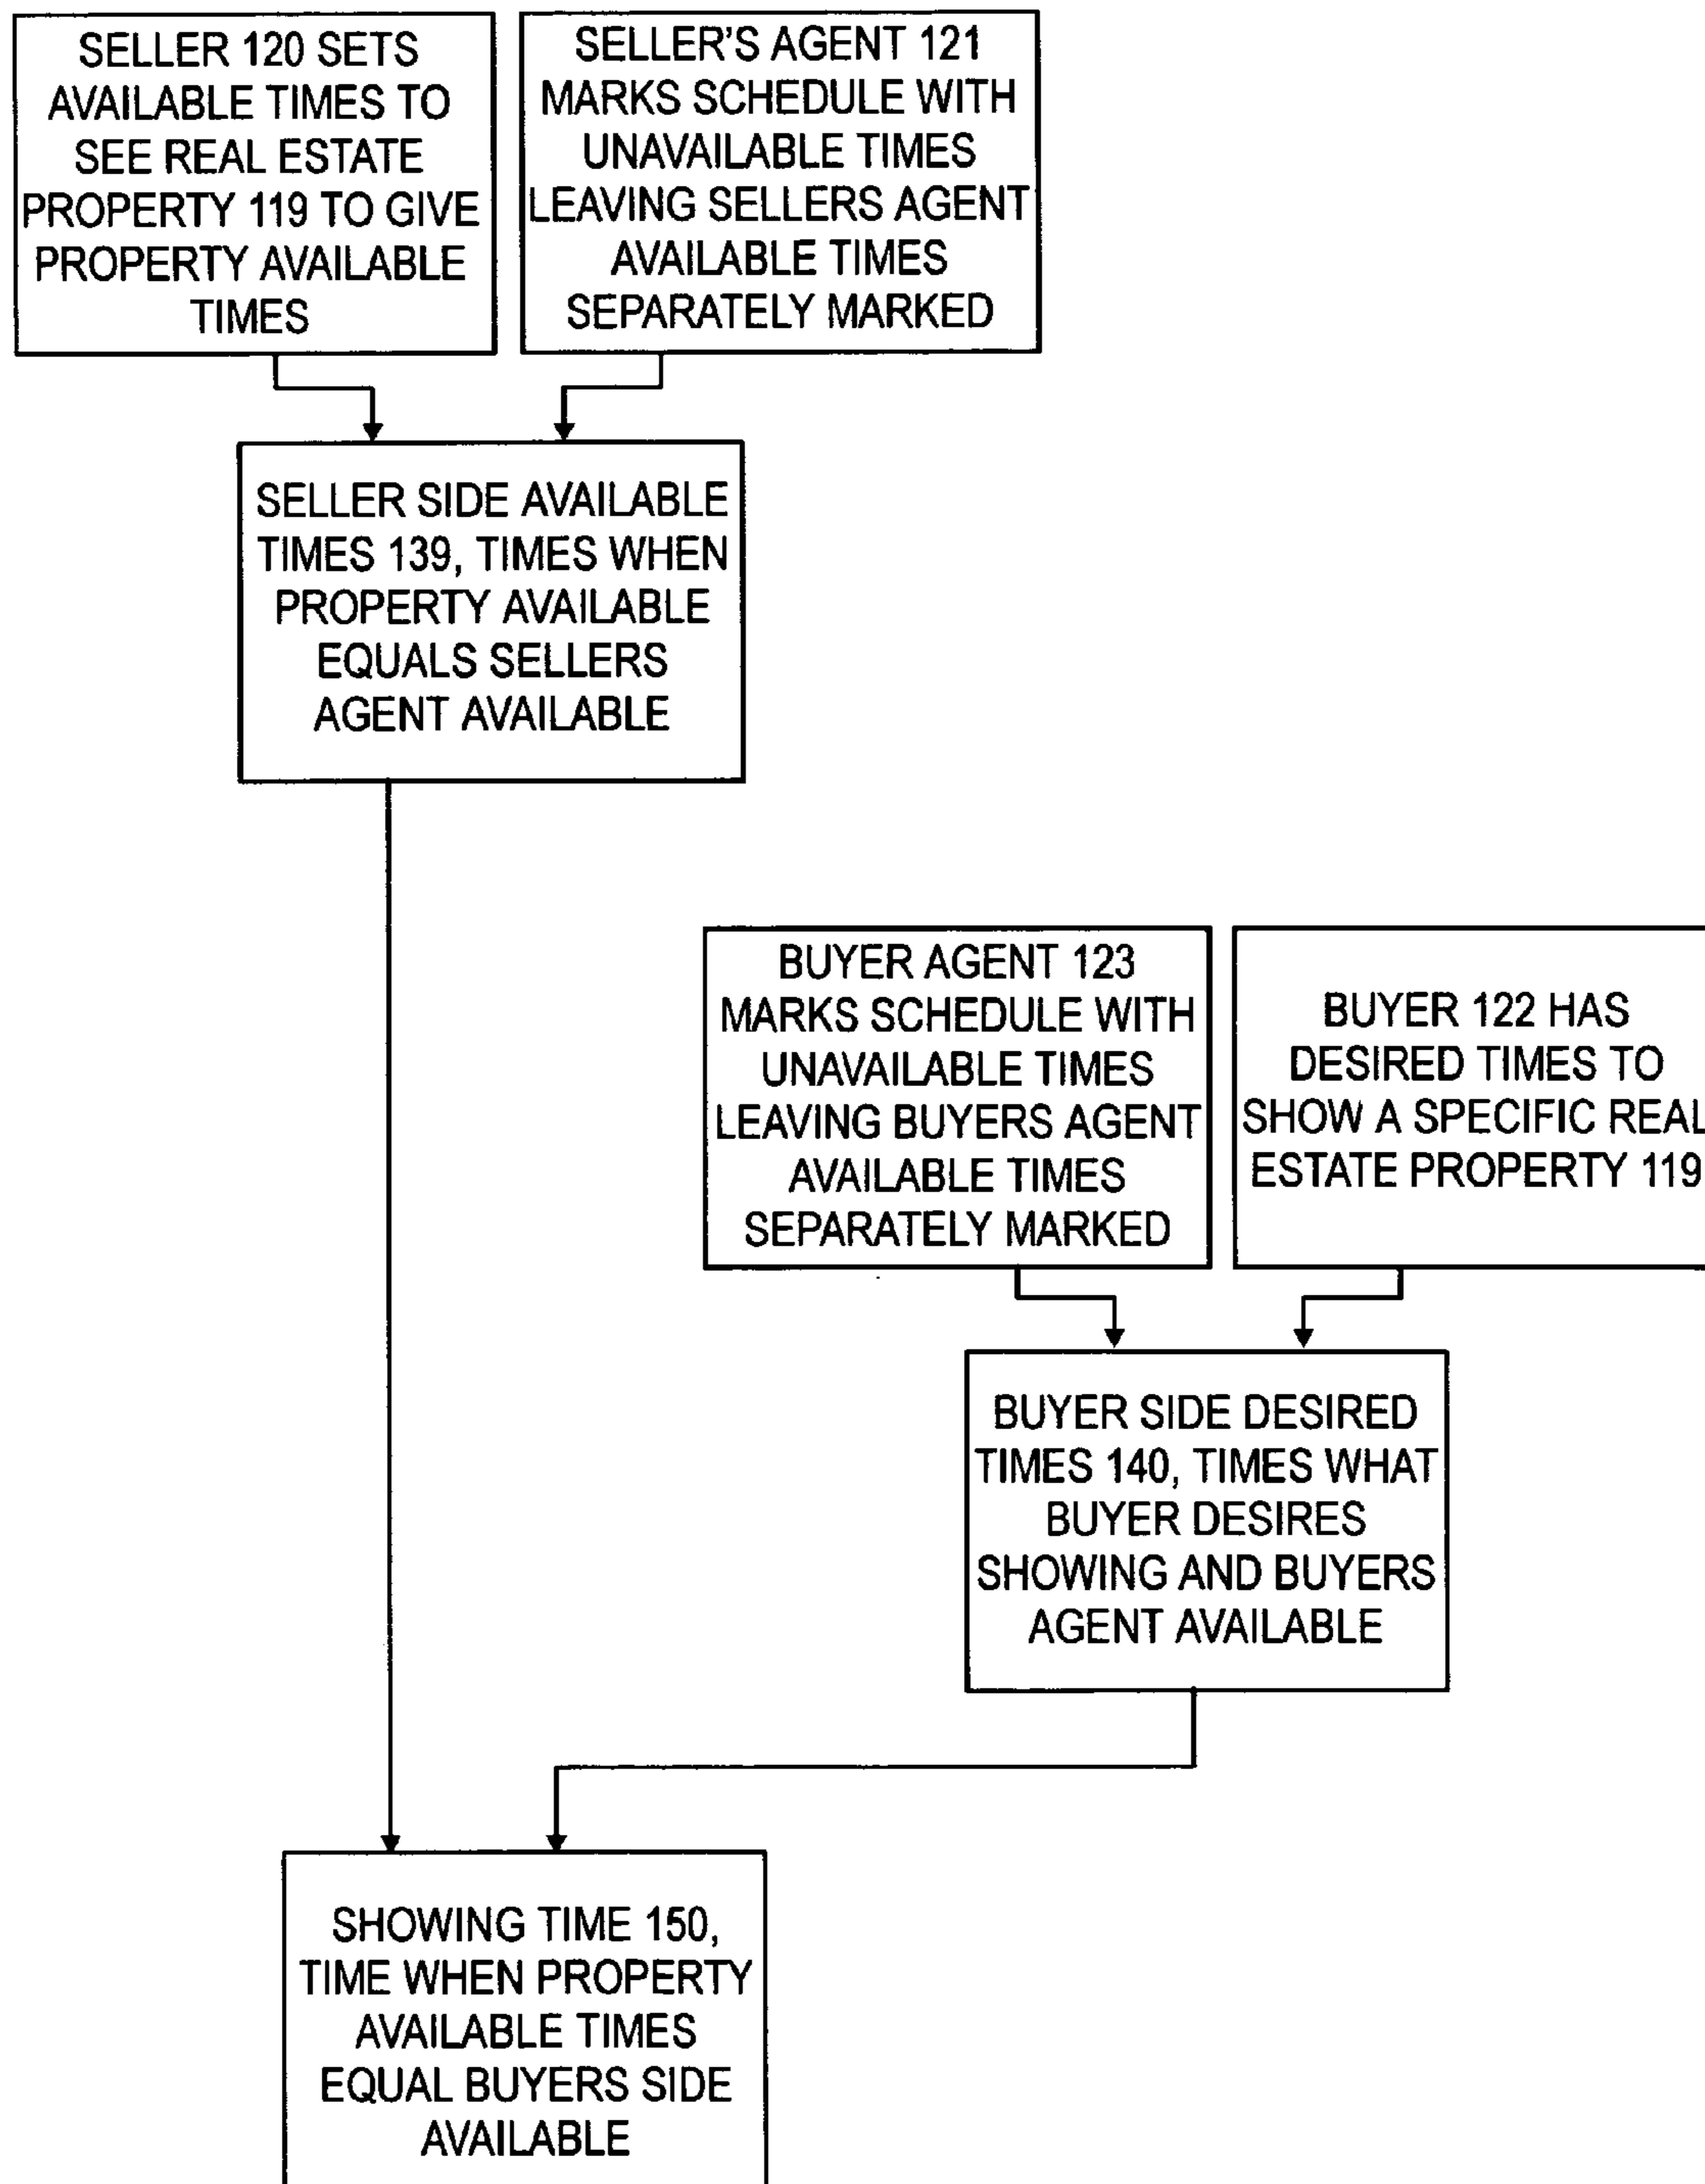 SELLER 120 SETS
AVAILABLE TIMES TO
SEE REAL ESTATE
PROPERTY 119 TO GIVE
PROPERTY AVAILABLE
TIMES
SELLER'S AGENT 121
MARKS SCHEDULE WITH
UNAVAILABLE TIMES
LEAVING SELLERS AGENT
AVAILABLE TIMES
SEPARATELY MARKED
SELLER SIDE AVAILABLE
TIMES 139, TIMES WHEN
PROPERTY AVAILABLE
EQUALS SELLERS
AGENT AVAILABLE
BUYER AGENT 123
MARKS SCHEDULE WITH
UNAVAILABLE TIMES
LEAVING BUYERS AGENT
AVAILABLE TIMES
SEPARATELY MARKED
BUYER 122 HAS
DESIRED TIMES TO
SHOW A SPECIFIC REAL
ESTATE PROPERTY 119
BUYER SIDE DESIRED
TIMES 140, TIMES WHAT
BUYER DESIRES
SHOWING AND BUYERS
AGENT AVAILABLE
SHOWING TIME 150,
TIME WHEN PROPERTY
AVAILABLE TIMES
EQUAL BUYERS SIDE
AVAILABLE